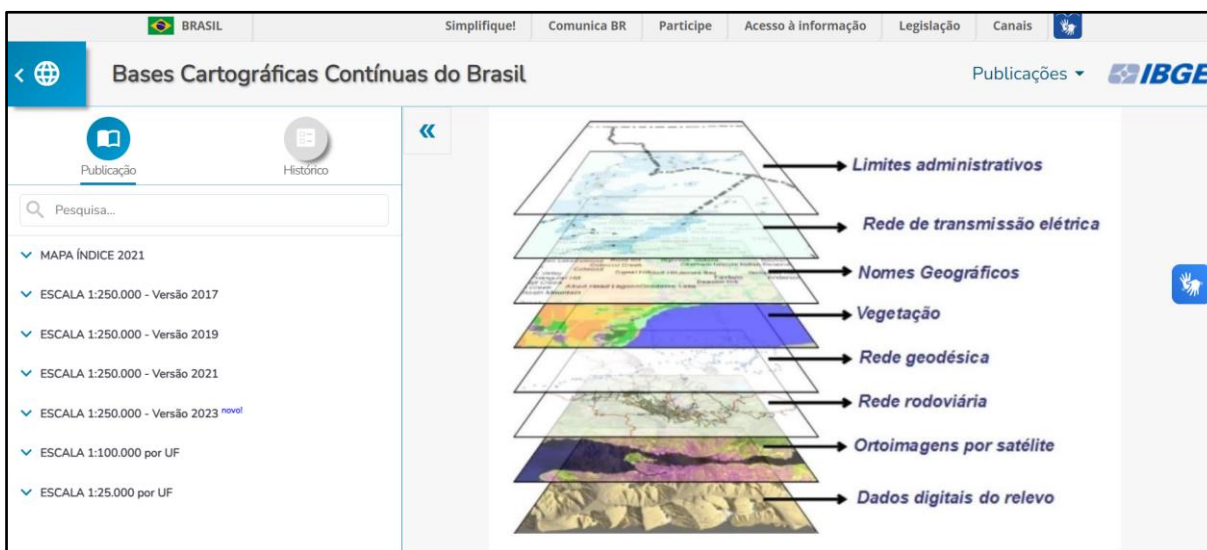 BRASIL Simplifique! Comunica BR Participe Acesso à informação Legislação Canais
Bases Cartográficas Contínuas do Brasil Publicações IBGE
Publicação Histórico
Pesquisa...
MAPA ÍNDICE 2021
ESCALA 1:250.000 - Versão 2017
ESCALA 1:250.000 - Versão 2019
ESCALA 1:250.000 - Versão 2021
ESCALA 1:250.000 - Versão 2023 novo!
ESCALA 1:100.000 por UF
ESCALA 1:25.000 por UF
Limites administrativos
Rede de transmissão elétrica
Nomes Geográficos
Vegetação
Rede geodésica
Rede rodoviária
Ortoimagens por satélite
Dados digitais do relevo